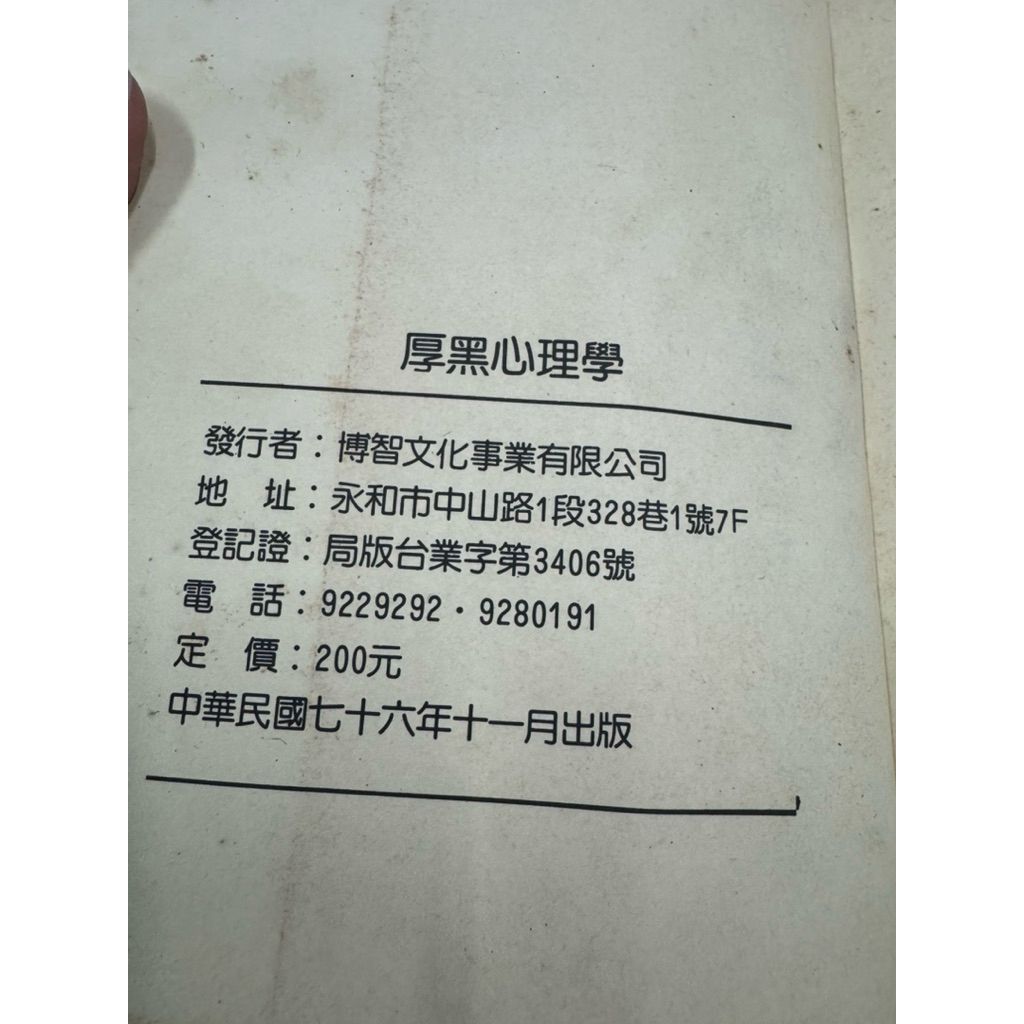 厚黑心理學
發行者：博智文化事業有限公司
地　址：永和市中山路1段328巷1號7F
登記證：局版台業字第3406號
電　話：9229292・9280191
定　價：200元
中華民國七十六年十一月出版